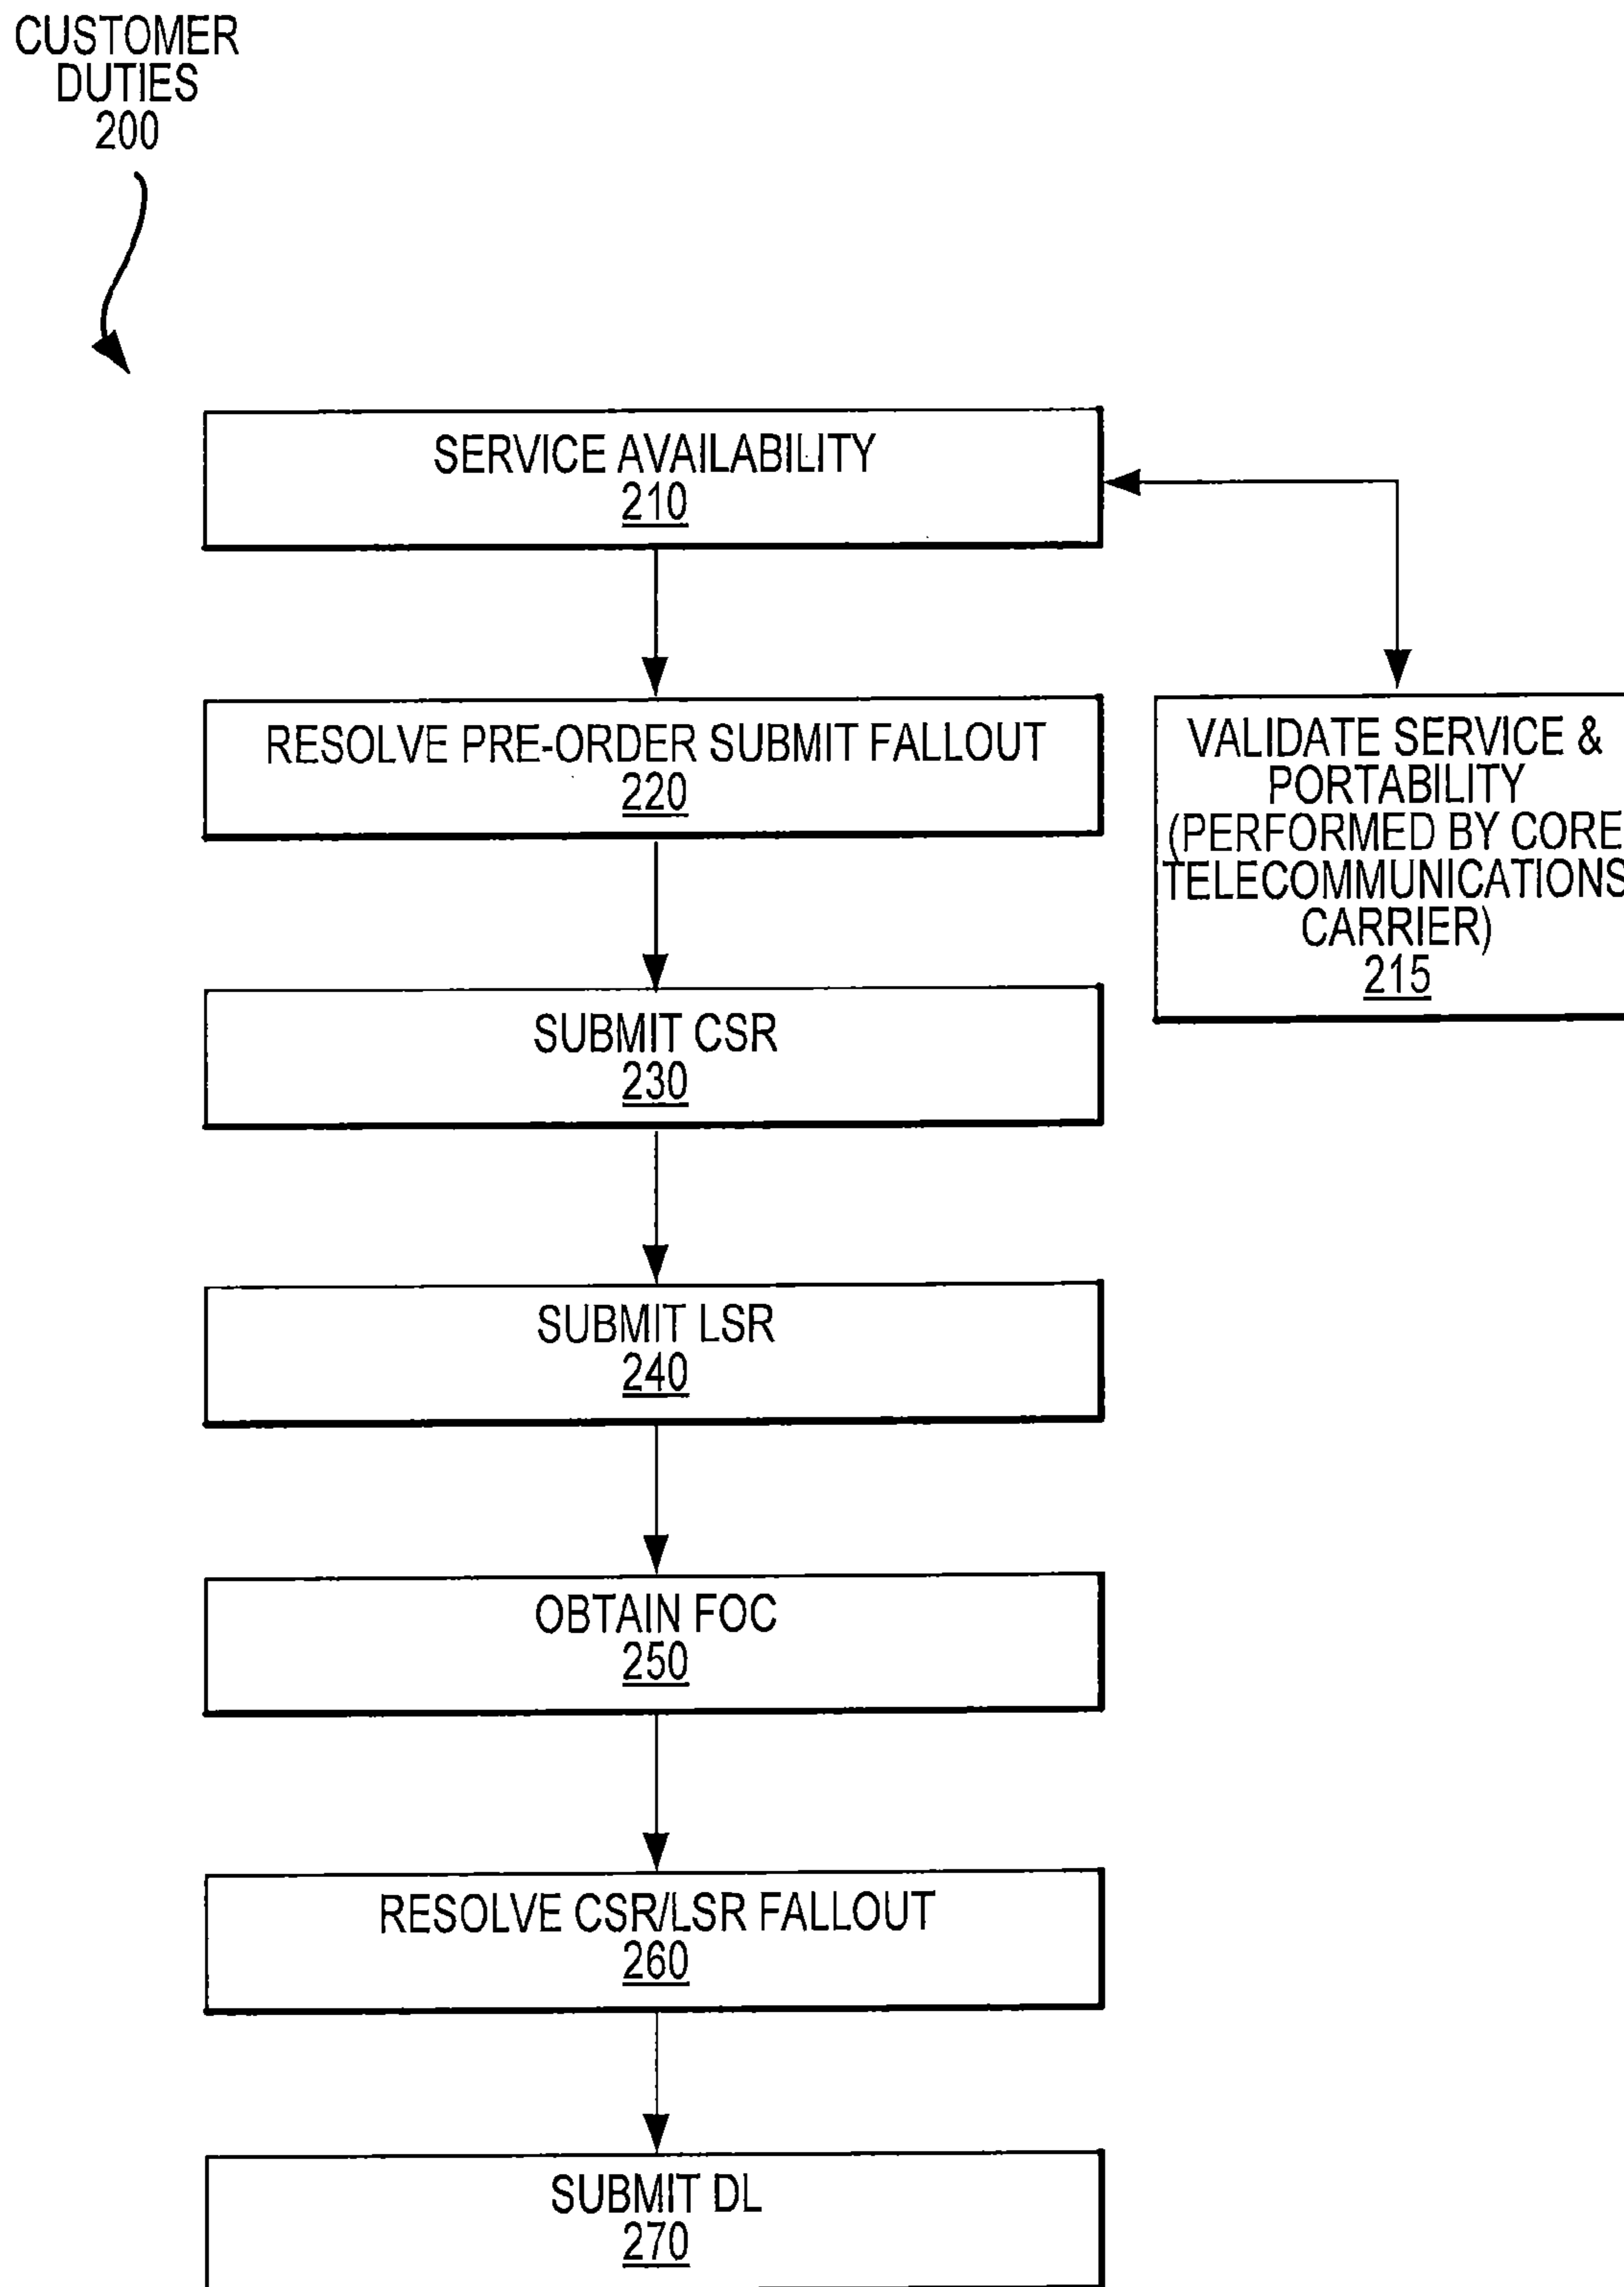 CUSTOMER
DUTIES
200
SERVICE AVAILABILITY
210
RESOLVE PRE-ORDER SUBMIT FALLOUT
220
VALIDATE SERVICE &
PORTABILITY
(PERFORMED BY CORE
TELECOMMUNICATIONS
CARRIER)
215
SUBMIT CSR
230
SUBMIT LSR
240
OBTAIN FOC
250
RESOLVE CSR/LSR FALLOUT
260
SUBMIT DL
270